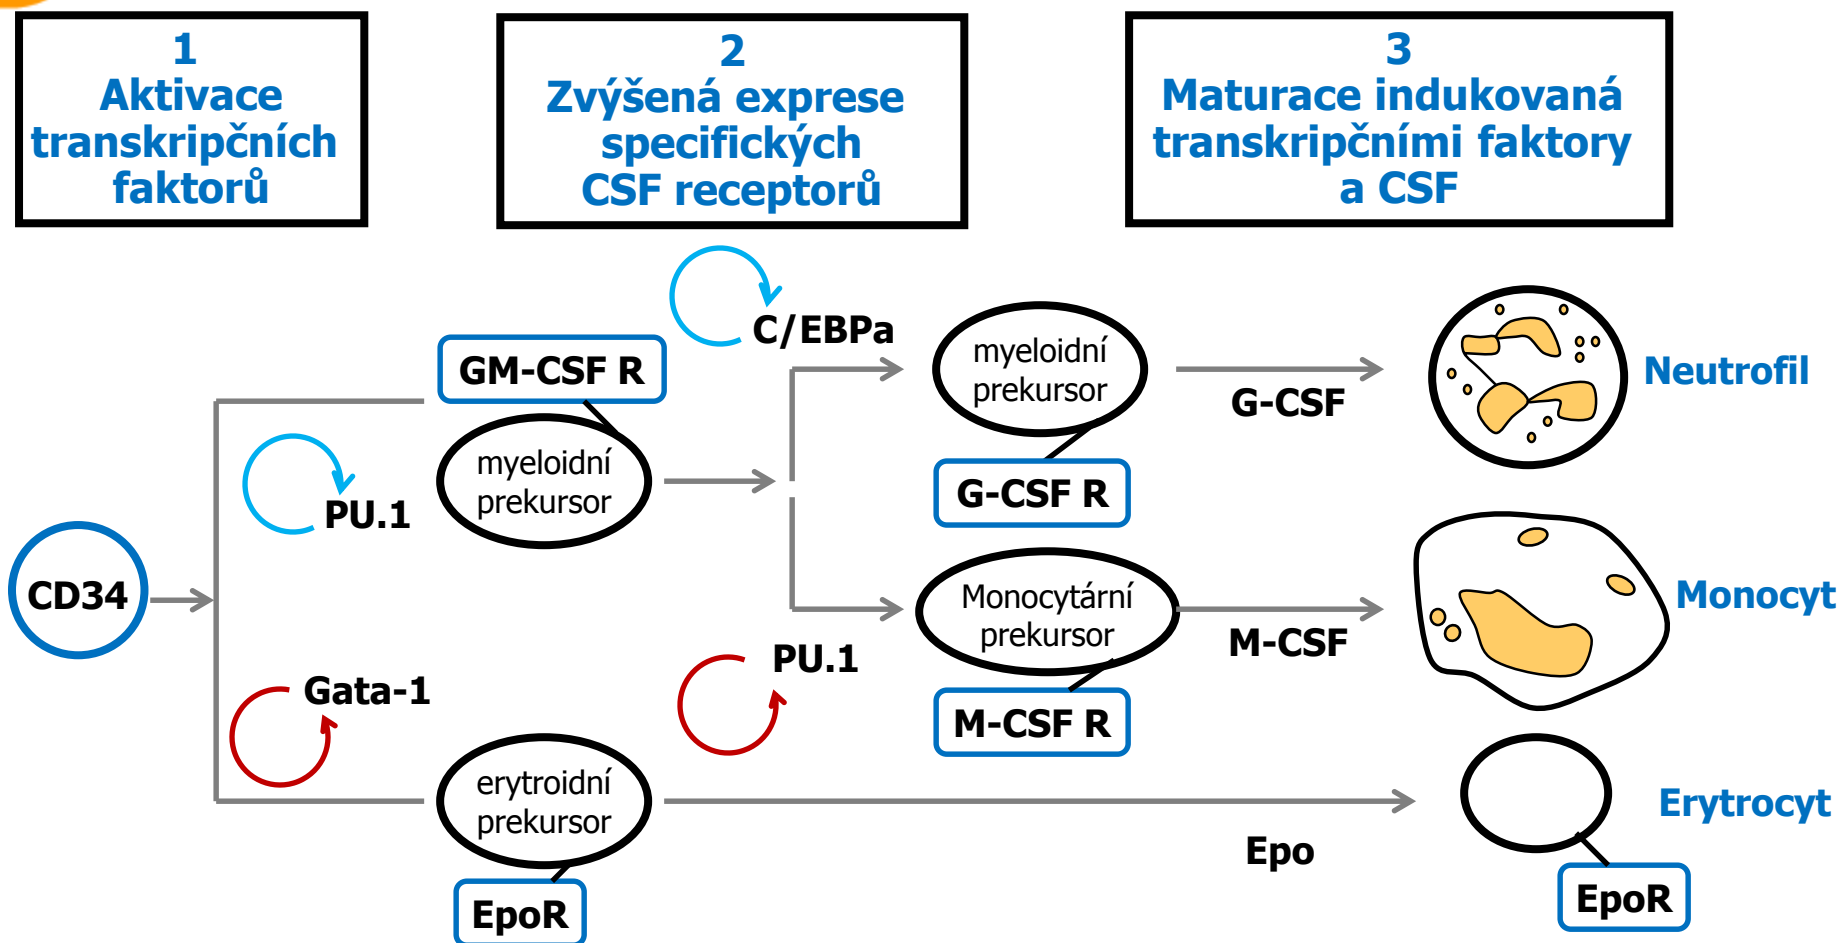 1
Aktivace
transkripčních
faktorů
2
Zvýšená exprese
specifických
CSF receptorů
3
Maturace indukovaná
transkripčními faktory
a CSF
C/EBPa
GM-CSF R
myeloidní
prekursor
PU.1
myeloidní
prekursor
G-CSF R
G-CSF
Neutrofil
CD34
Monocytární
prekursor
PU.1
M-CSF R
M-CSF
Monocyt
Gata-1
erytroidní
prekursor
EpoR
Epo
Erytrocyt
EpoR